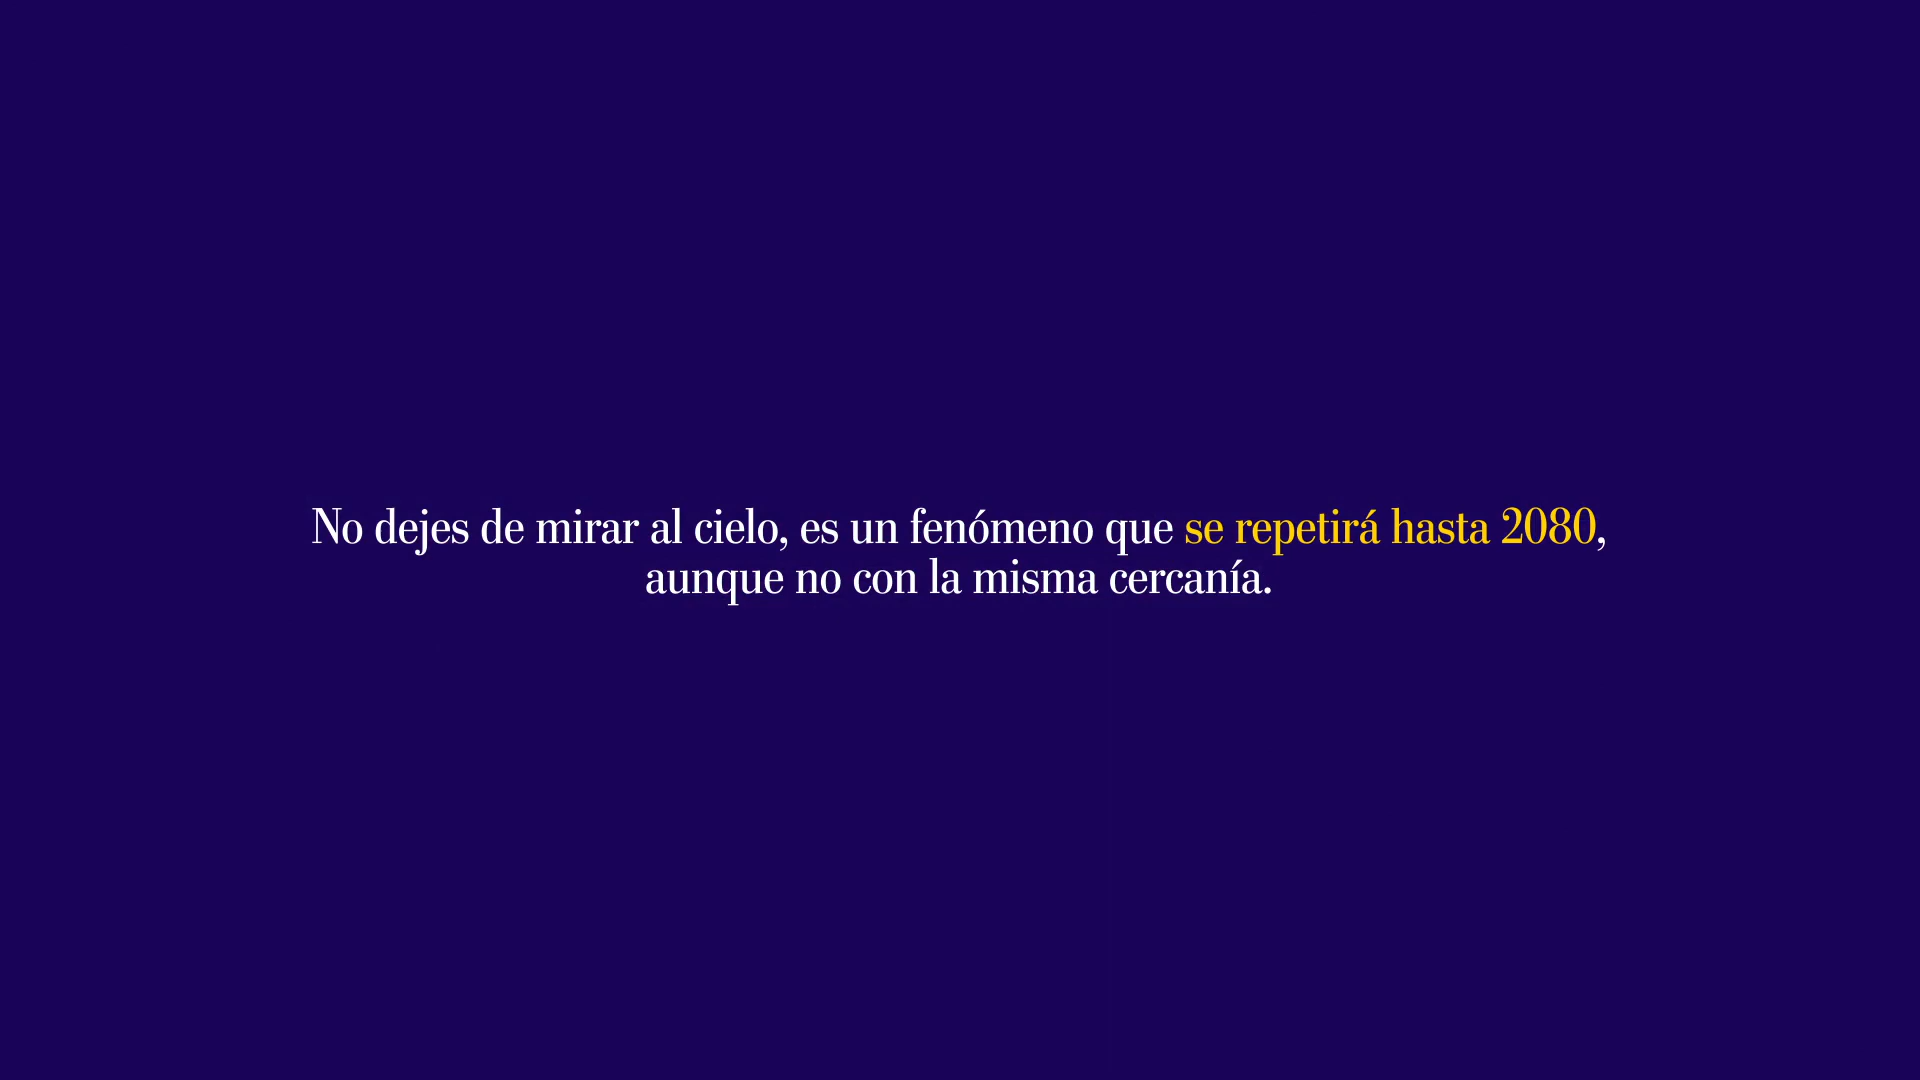 No dejes de mirar al cielo, es un fenómeno que se repetirá hasta 2080,
aunque no con la misma cercanía.